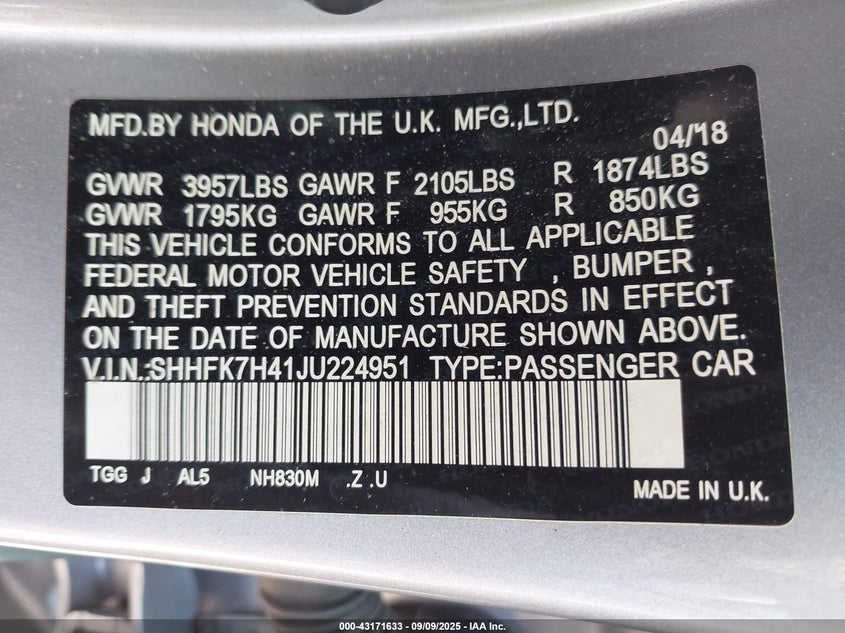 MFD.BY HONDA OF THE U.K. MFG.,LTD.
04/'18
GVWR 3957LBS GAWR F 2105LBS R 1874LBS
GVWR 1795KG GAWR F 955KG R 850KG
THIS VEHICLE CONFORMS TO ALL APPLICABLE
FEDERAL MOTOR VEHICLE SAFETY , BUMPER ,
AND THEFT PREVENTION STANDARDS IN EFFECT
ON THE DATE OF MANUFACTURE SHOWN ABOVE.
V.I.N.:SHHFK7H41JU224951 TYPE:PASSENGER CAR
TGG J AL5 NH830M .Z .U
MADE IN U.K.
000-43171633 - 09/09/2025 - IAA Inc.